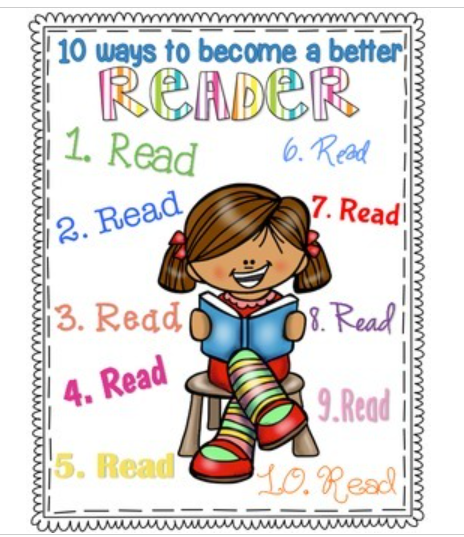 10 ways to become a better
READER
1. Read
2. Read
3. Read
4. Read
5. Read
6. Read
7. Read
8. Read
9.Read
10. Read